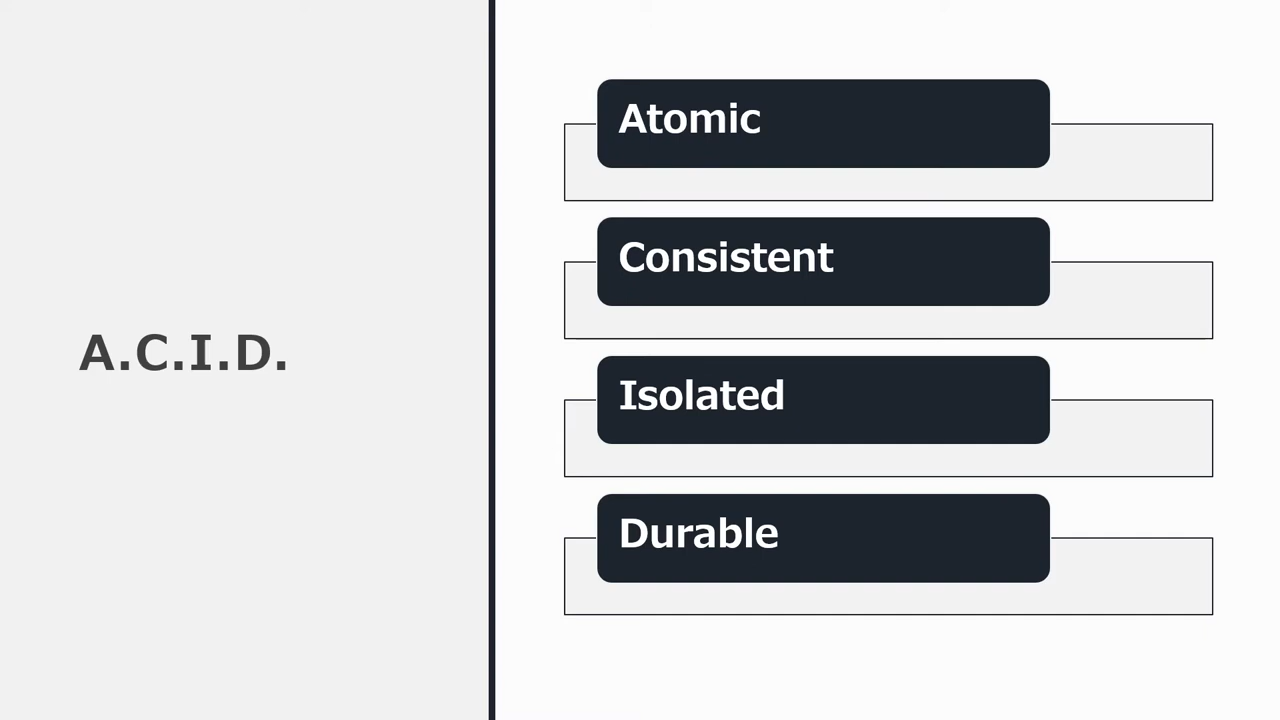 A.C.I.D.
Atomic
Consistent
Isolated
Durable